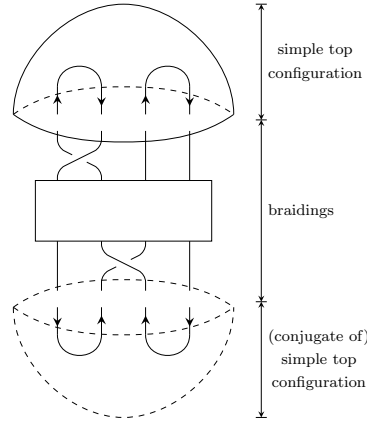 simple top
configuration
braidings
(conjugate of)
simple top
configuration